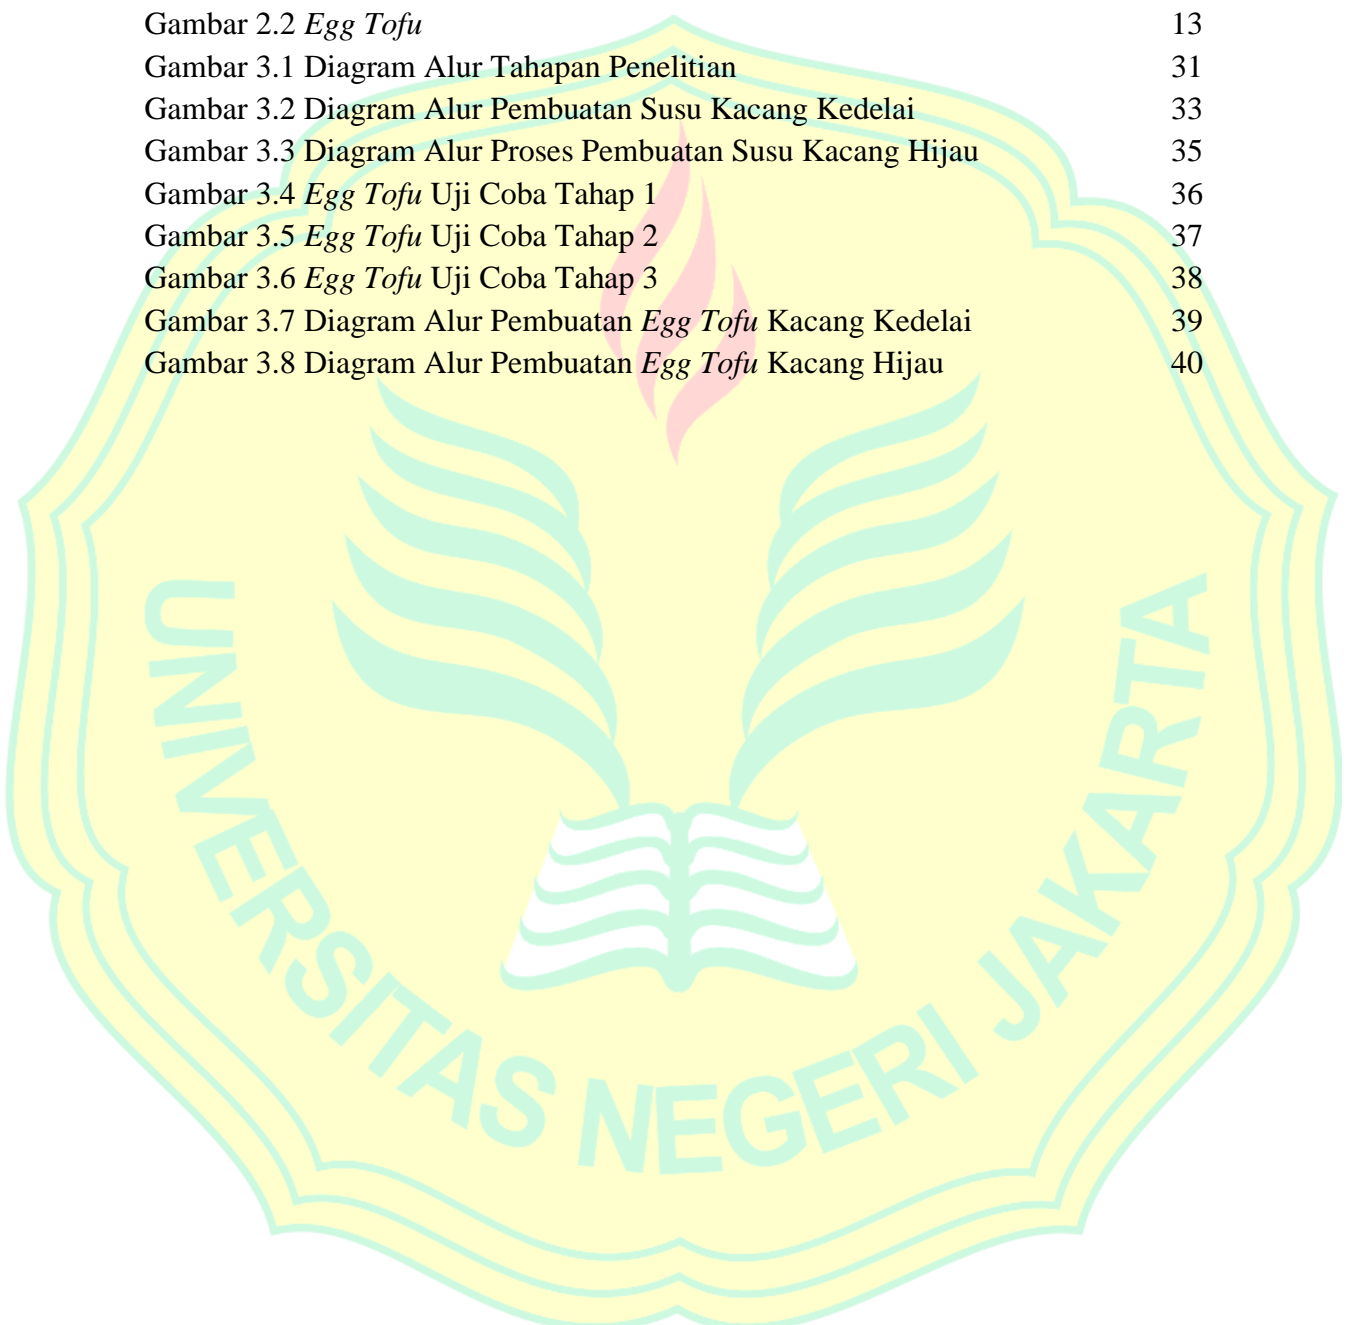 Gambar 2.2 Egg Tofu 13
Gambar 3.1 Diagram Alur Tahapan Penelitian 31
Gambar 3.2 Diagram Alur Pembuatan Susu Kacang Kedelai 33
Gambar 3.3 Diagram Alur Proses Pembuatan Susu Kacang Hijau 35
Gambar 3.4 Egg Tofu Uji Coba Tahap 1 36
Gambar 3.5 Egg Tofu Uji Coba Tahap 2 37
Gambar 3.6 Egg Tofu Uji Coba Tahap 3 38
Gambar 3.7 Diagram Alur Pembuatan Egg Tofu Kacang Kedelai 39
Gambar 3.8 Diagram Alur Pembuatan Egg Tofu Kacang Hijau 40
UNIVERSITAS NEGERI JAKARTA